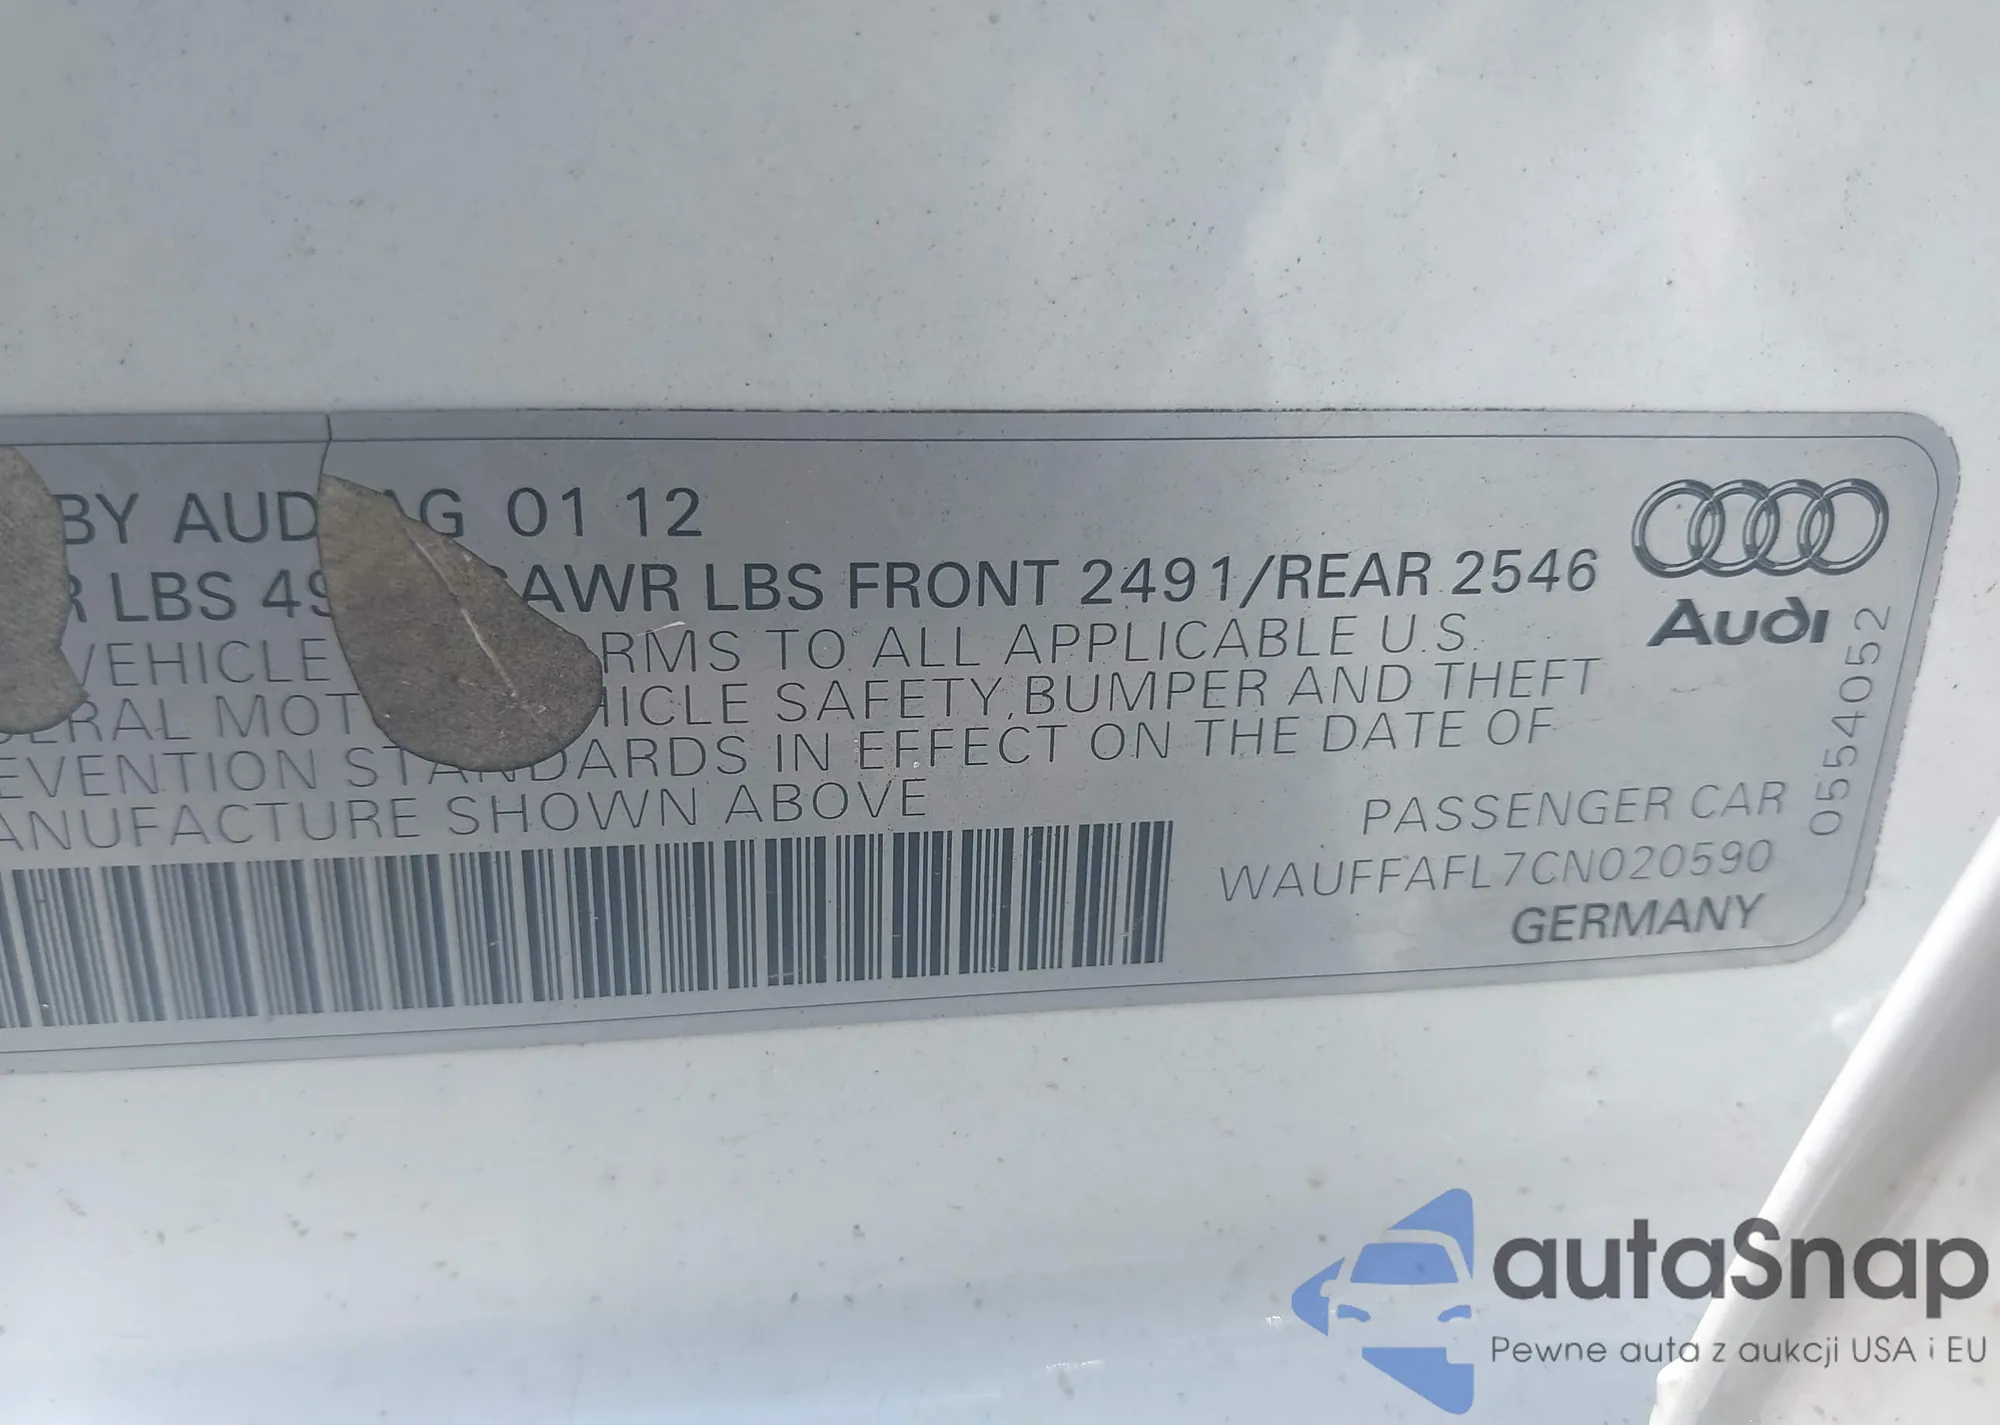 BY AUDI AG 01 12
R LBS 49 GAWR LBS FRONT 2491/REAR 2546
VEHICLE RMS TO ALL APPLICABLE U.S.
ERAL MOT HICLE SAFETY, BUMPER AND THEFT
EVENTION STANDARDS IN EFFECT ON THE DATE OF
ANUFACTURE SHOWN ABOVE
Audi
0554052
PASSENGER CAR
WAUFFAFL7CN020590
GERMANY
autaSnap
Pewne auta z aukcji USA i EU